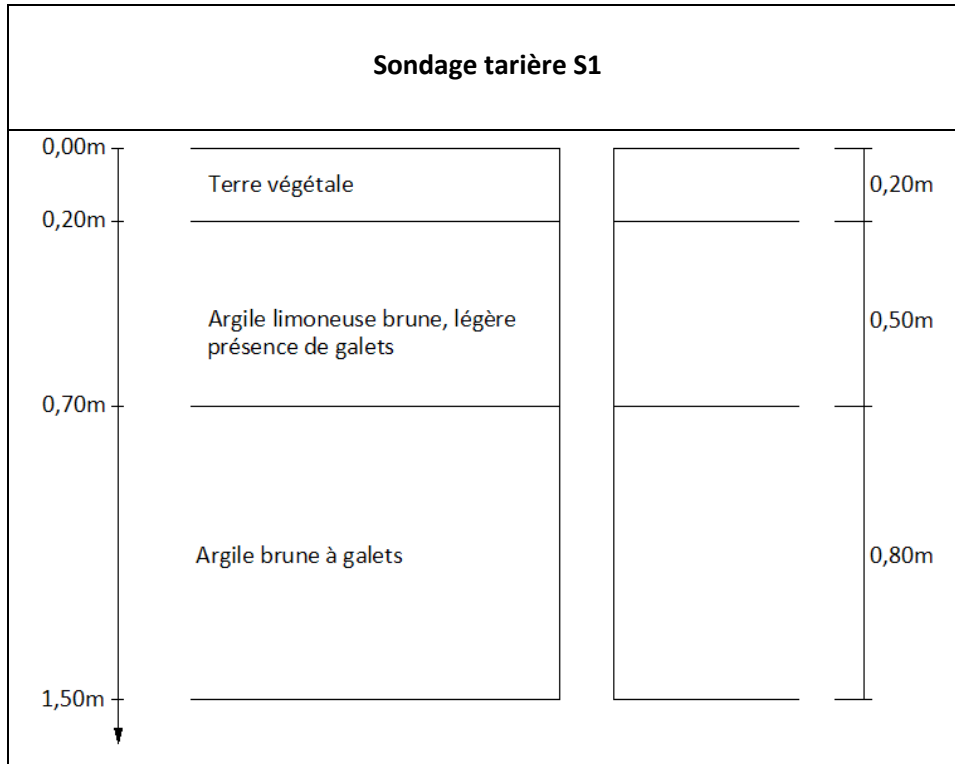 Sondage tarière S1
0,00m
Terre végétale
0,20m
0,20m
Argile limoneuse brune, légère
présence de galets
0,50m
0,70m
Argile brune à galets
0,80m
1,50m